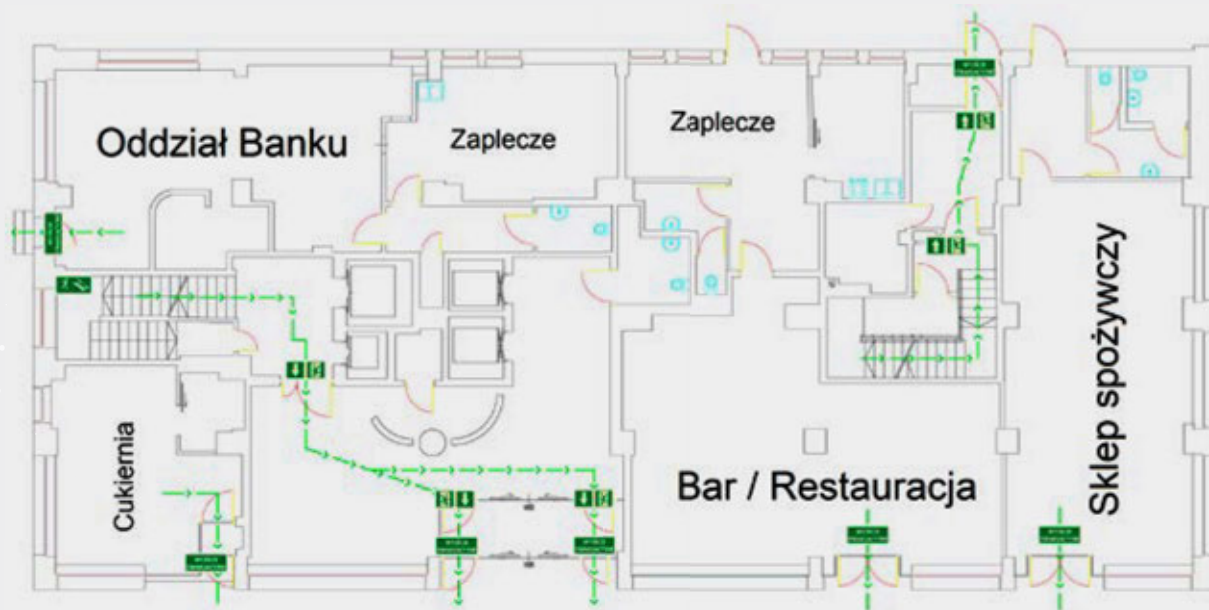 Oddział Banku
Zaplecze
Zaplecze
Cukiernia
Bar / Restauracja
Sklep spożywczy